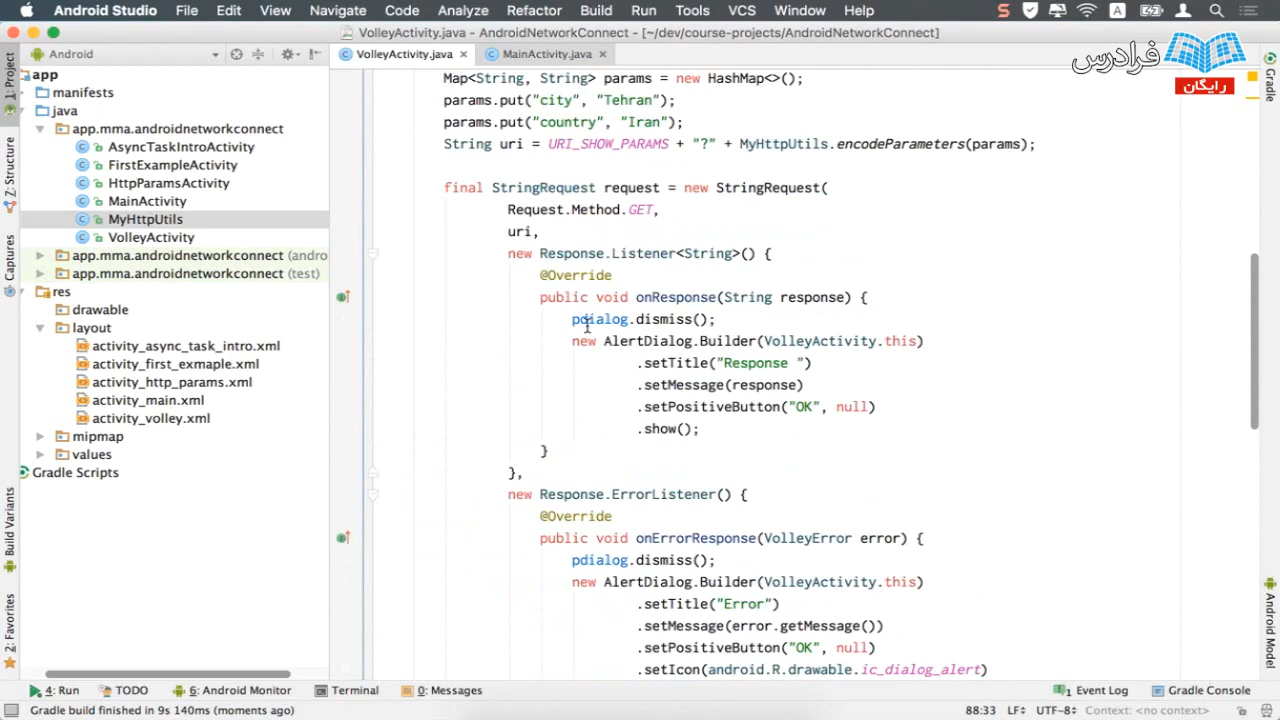 Android Studio File Edit View Navigate Code Analyze Refactor Build Run Tools VCS Window Help
VolleyActivity.java - AndroidNetworkConnect - [~/dev/course-projects/AndroidNetworkConnect]
فرادرس
رایگان
Android
VolleyActivity.java
MainActivity.java
1: Project
Z: Structure
Captures
Build Variants
2: Favorites
app
manifests
java
app.mma.androidnetworkconnect
AsyncTaskIntroActivity
FirstExampleActivity
HttpParamsActivity
MainActivity
MyHttpUtils
VolleyActivity
app.mma.androidnetworkconnect (andro
app.mma.androidnetworkconnect (test)
res
drawable
layout
activity_async_task_intro.xml
activity_first_exmaple.xml
activity_http_params.xml
activity_main.xml
activity_volley.xml
mipmap
values
Gradle Scripts
Map<String, String> params = new HashMap<>();
params.put("city", "Tehran");
params.put("country", "Iran");
String uri = URI_SHOW_PARAMS + "?" + MyHttpUtils.encodeParameters(params);
final StringRequest request = new StringRequest(
Request.Method.GET,
uri,
new Response.Listener<String>() {
@Override
public void onResponse(String response) {
pdialog.dismiss();
new AlertDialog.Builder(VolleyActivity.this)
.setTitle("Response ")
.setMessage(response)
.setPositiveButton("OK", null)
.show();
}
},
new Response.ErrorListener() {
@Override
public void onErrorResponse(VolleyError error) {
pdialog.dismiss();
new AlertDialog.Builder(VolleyActivity.this)
.setTitle("Error")
.setMessage(error.getMessage())
.setPositiveButton("OK", null)
.setIcon(android.R.drawable.ic_dialog_alert)
Gradle
Android Model
4: Run TODO 6: Android Monitor Terminal 0: Messages 1 Event Log Gradle Console
Gradle build finished in 9s 140ms (moments ago) 88:33 LF÷ UTF-8÷ Context: <no context>